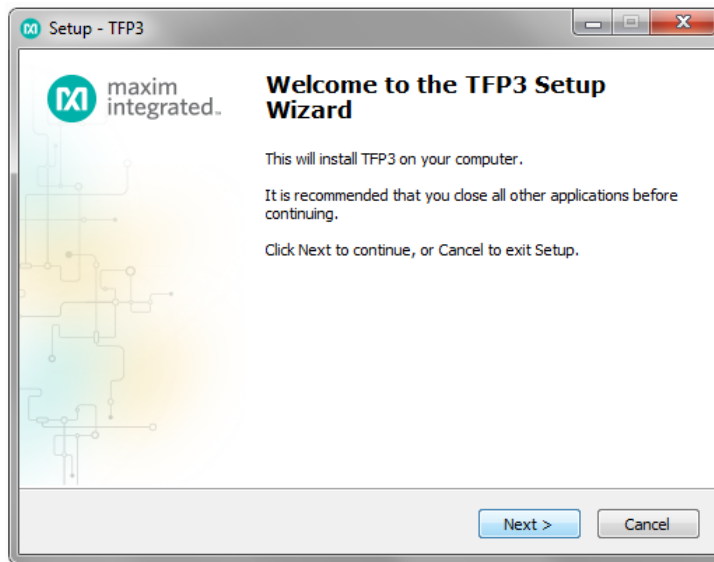 Setup - TFP3
maxim
integrated™
Welcome to the TFP3 Setup
Wizard
This will install TFP3 on your computer.
It is recommended that you close all other applications before
continuing.
Click Next to continue, or Cancel to exit Setup.
Next >
Cancel